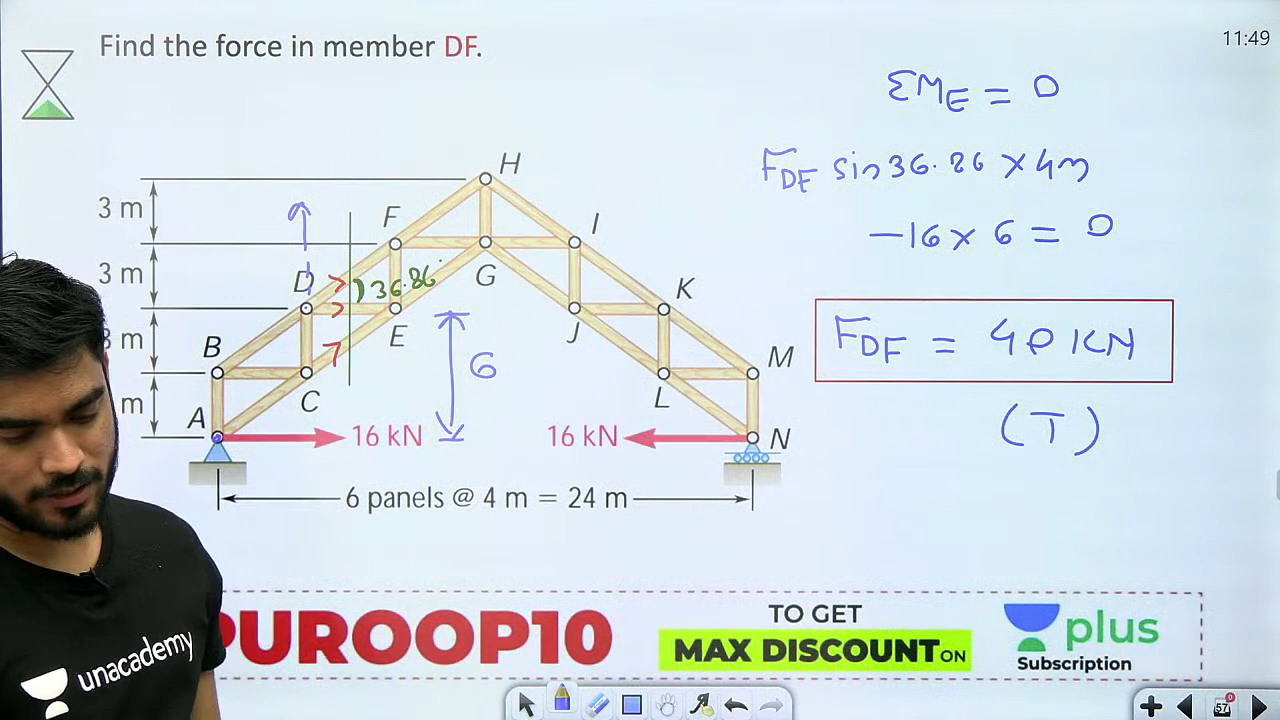 Find the force in member DF.
11:49
ΣM_E = 0
F_DF sin36.86 × 4m
-16 × 6 = 0
F_DF = 40 KN
(T)
H
3 m
F
I
3 m
D
36.86°
G
K
m
B
E
J
6
M
m
A
C
L
16 kN
16 kN
N
6 panels @ 4 m = 24 m
PUROOP10
TO GET
MAX DISCOUNT ON
plus
Subscription
unacademy
57